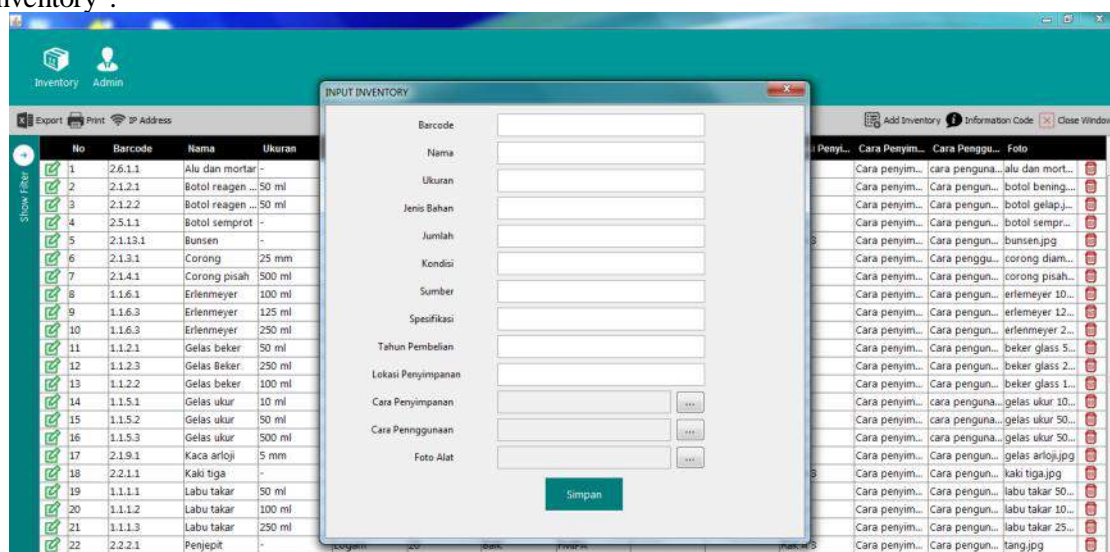 nventory".
Inventory Admin
Export Print IP Address Add Inventory Information Code Close Window
INPUT INVENTORY
Barcode
Nama
Ukuran
Jenis Bahan
Jumlah
Kondisi
Sumber
Spesifikasi
Tahun Pembelian
Lokasi Penyimpanan
Cara Penyimpanan ...
Cara Pennggunaan ...
Foto Alat ...
Simpan
Show Filter
No Barcode Nama Ukuran i Penyi... Cara Penyim... Cara Penggu... Foto
1 2.6.1.1 Alu dan mortar - Cara penyim... cara penguna... alu dan mort...
2 2.1.2.1 Botol reagen ... 50 ml Cara penyim... Cara pengun... botol bening....
3 2.1.2.2 Botol reagen ... 50 ml Cara penyim... Cara pengun... botol gelap.j...
4 2.5.1.1 Botol semprot - Cara penyim... Cara pengun... botol sempr...
5 2.1.13.1 Bunsen - 3 Cara penyim... Cara pengun... bunsen.jpg
6 2.1.3.1 Corong 25 mm Cara penyim... Cara penggu... corong diam...
7 2.1.4.1 Corong pisah 500 ml Cara penyim... Cara pengun... corong pisah...
8 1.1.6.1 Erlenmeyer 100 ml Cara penyim... Cara pengun... erlemeyer 10...
9 1.1.6.3 Erlenmeyer 125 ml Cara penyim... Cara pengun... erlemeyer 12...
10 1.1.6.3 Erlenmeyer 250 ml Cara penyim... Cara pengun... erlenmeyer 2...
11 1.1.2.1 Gelas beker 50 ml Cara penyim... Cara pengun... beker glass 5...
12 1.1.2.3 Gelas Beker 250 ml Cara penyim... Cara pengun... beker glass 2...
13 1.1.2.2 Gelas beker 100 ml Cara penyim... Cara pengun... beker glass 1...
14 1.1.5.1 Gelas ukur 10 ml Cara penyim... cara penguna... gelas ukur 10...
15 1.1.5.2 Gelas ukur 50 ml Cara penyim... cara penguna... gelas ukur 50...
16 1.1.5.3 Gelas ukur 500 ml Cara penyim... cara penguna... gelas ukur 50...
17 2.1.9.1 Kaca arloji 5 mm Cara penyim... Cara pengun... gelas arloji.jpg
18 2.2.1.1 Kaki tiga - 3 Cara penyim... Cara pengun... kaki tiga.jpg
19 1.1.1.1 Labu takar 50 ml Cara penyim... Cara pengun... labu takar 50...
20 1.1.1.2 Labu takar 100 ml Cara penyim... Cara pengun... labu takar 10...
21 1.1.1.3 Labu takar 250 ml Cara penyim... Cara pengun... labu takar 25...
22 2.2.2.1 Penjepit - Logam 20 Baik Cara penyim... Cara pengun... tang.jpg